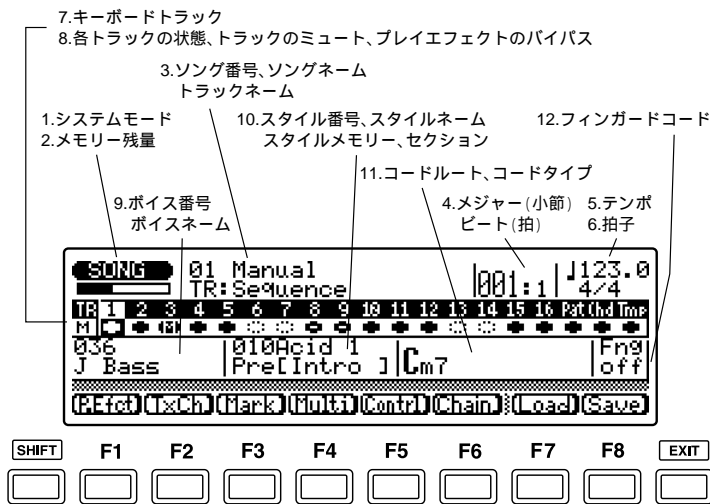 7.キーボードトラック
8.各トラックの状態、トラックのミュート、プレイエフェクトのバイパス
3.ソング番号、ソングネーム
トラックネーム
1.システムモード
2.メモリー残量
10.スタイル番号、スタイルネーム
スタイルメモリー、セクション
12.フィンガードコード
11.コードルート、コードタイプ
9.ボイス番号
ボイスネーム
4.メジャー(小節)
ビート(拍)
5.テンポ
6.拍子
SONG 01 Manual 001:1 ♩123.0
TR:Sequence 4/4
TR 1 2 3 4 5 6 7 8 9 10 11 12 13 14 15 16 Pat Chd Tmp
M
036 010Acid 1 Cm7 Fng
J Bass Pre[Intro ] off
P.Efct TxCh Mark Multi Contrl Chain Load Save
SHIFT F1 F2 F3 F4 F5 F6 F7 F8 EXIT